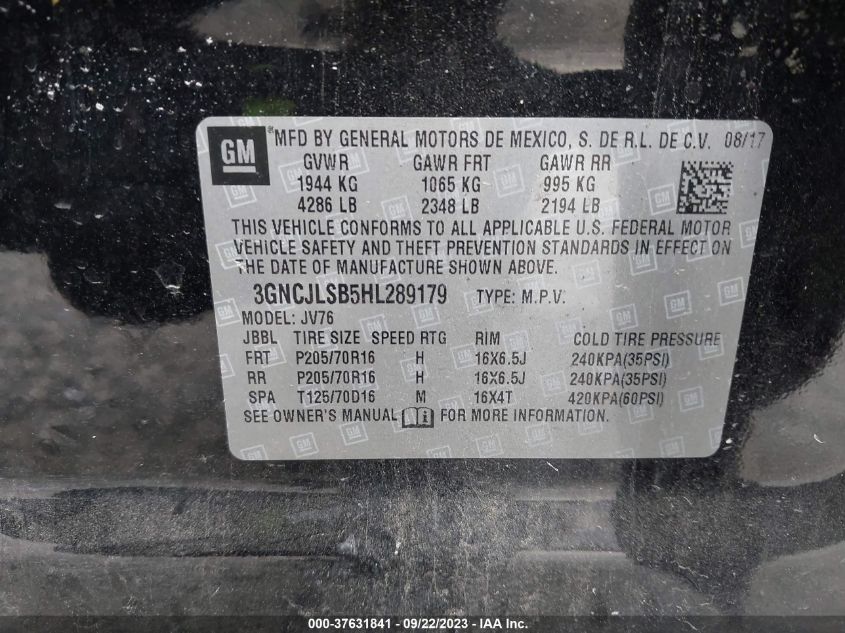 GM
® MFD BY GENERAL MOTORS DE MEXICO, S. DE R.L. DE C.V. 08/17
GVWR GAWR FRT GAWR RR
1944 KG 1065 KG 995 KG
4286 LB 2348 LB 2194 LB
THIS VEHICLE CONFORMS TO ALL APPLICABLE U.S. FEDERAL MOTOR
VEHICLE SAFETY AND THEFT PREVENTION STANDARDS IN EFFECT ON
THE DATE OF MANUFACTURE SHOWN ABOVE.
3GNCJLSB5HL289179 TYPE: M.P.V.
MODEL: JV76
JBBL TIRE SIZE SPEED RTG RIM COLD TIRE PRESSURE
FRT P205/70R16 H 16X6.5J 240KPA(35PSI)
RR P205/70R16 H 16X6.5J 240KPA(35PSI)
SPA T125/70D16 M 16X4T 420KPA(60PSI)
SEE OWNER'S MANUAL FOR MORE INFORMATION.
000-37631841 - 09/22/2023 - IAA Inc.